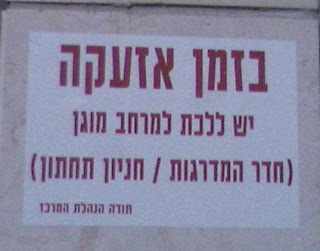 בזמן אזעקה
יש ללכת למרחב מוגן
(חדר המדרגות / חניון תחתון)
תודה הנהלת המרכז